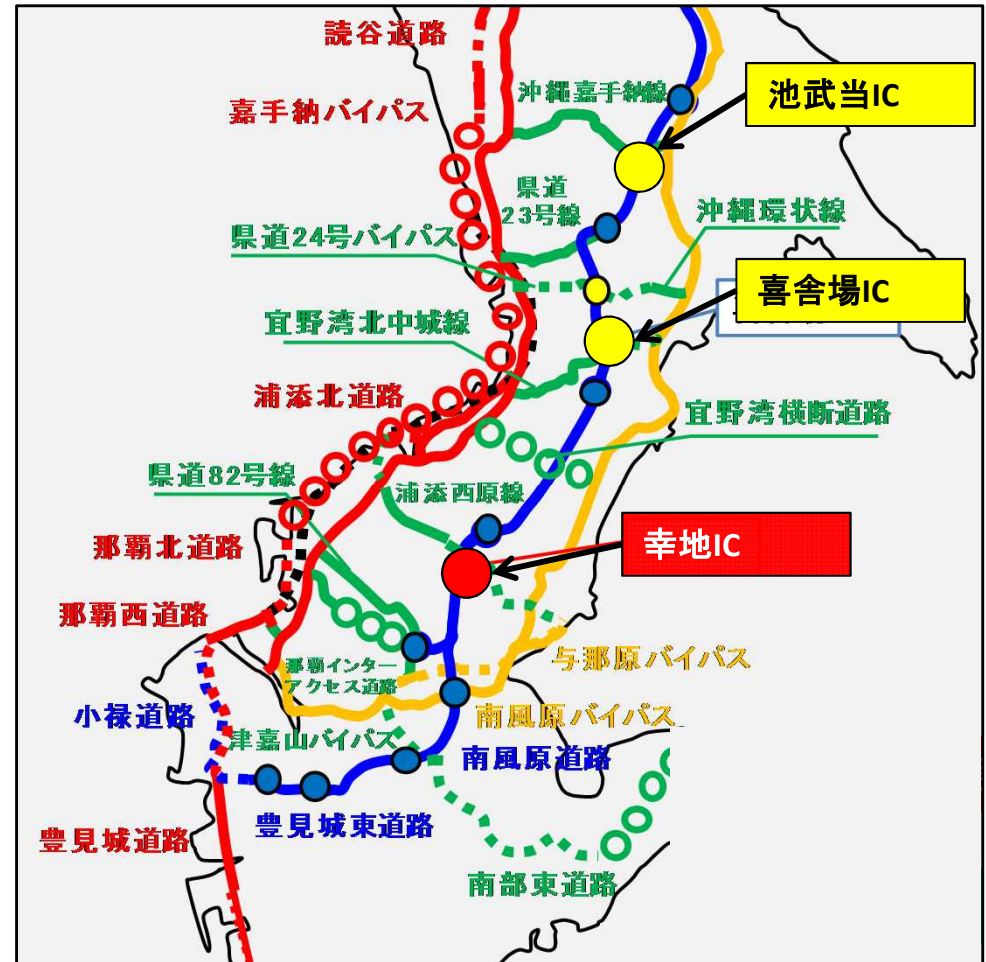 読谷道路
沖縄嘉手納線
池武当IC
嘉手納バイパス
県道
23号線
沖縄環状線
県道24号バイパス
喜舎場IC
宜野湾北中城線
浦添北道路
宜野湾横断道路
県道82号線
浦添西原線
那覇北道路
幸地IC
那覇西道路
与那原バイパス
那覇インター
アクセス道路
小禄道路
南風原バイパス
津嘉山バイパス
南風原道路
豊見城東道路
豊見城道路
南部東道路